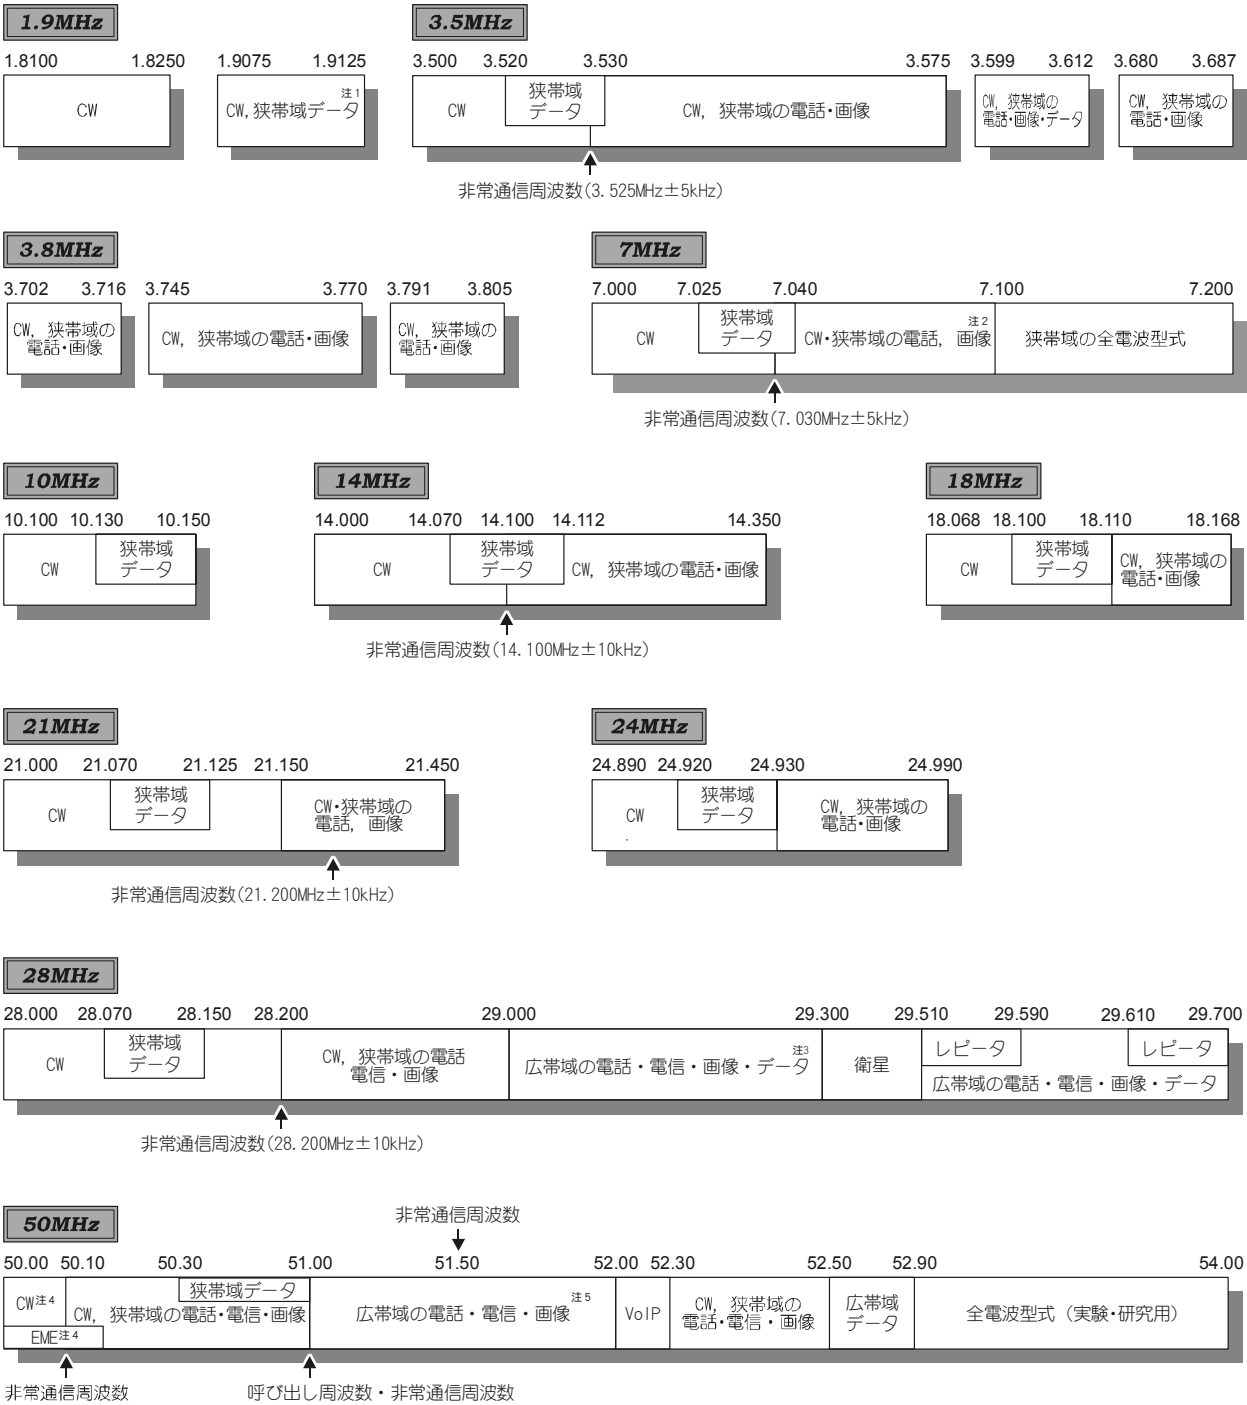 1.9MHz 3.5MHz
1.8100 1.8250 1.9075 1.9125 3.500 3.520 3.530 3.575 3.599 3.612 3.680 3.687
CW
CW,狭帯域データ 注1
CW
狭帯域
データ
CW, 狭帯域の電話・画像
CW, 狭帯域の
電話・画像・データ
CW, 狭帯域の
電話・画像
非常通信周波数(3.525MHz±5kHz)
3.8MHz 7MHz
3.702 3.716 3.745 3.770 3.791 3.805 7.000 7.025 7.040 7.100 7.200
CW, 狭帯域の
電話・画像
CW, 狭帯域の電話・画像
CW, 狭帯域の
電話・画像
CW
狭帯域
データ
CW・狭帯域の電話, 画像 注2
狭帯域の全電波型式
非常通信周波数(7.030MHz±5kHz)
10MHz 14MHz 18MHz
10.100 10.130 10.150 14.000 14.070 14.100 14.112 14.350 18.068 18.100 18.110 18.168
CW
狭帯域
データ
CW
狭帯域
データ
CW, 狭帯域の電話・画像
CW
狭帯域
データ
CW, 狭帯域の
電話・画像
非常通信周波数(14.100MHz±10kHz)
21MHz 24MHz
21.000 21.070 21.125 21.150 21.450 24.890 24.920 24.930 24.990
CW
狭帯域
データ
CW・狭帯域の
電話, 画像
CW
狭帯域
データ
CW, 狭帯域の
電話・画像
非常通信周波数(21.200MHz±10kHz)
28MHz
28.000 28.070 28.150 28.200 29.000 29.300 29.510 29.590 29.610 29.700
CW
狭帯域
データ
CW, 狭帯域の電話
電信・画像
広帯域の電話・電信・画像・データ 注3
衛星
レピータ
レピータ
広帯域の電話・電信・画像・データ
非常通信周波数(28.200MHz±10kHz)
50MHz
非常通信周波数
50.00 50.10 50.30 51.00 51.50 52.00 52.30 52.50 52.90 54.00
CW注4
狭帯域データ
CW, 狭帯域の電話・電信・画像
EME注4
広帯域の電話・電信・画像 注5
VoIP
CW, 狭帯域の
電話・電信・画像
広帯域
データ
全電波型式(実験・研究用)
非常通信周波数
呼び出し周波数・非常通信周波数